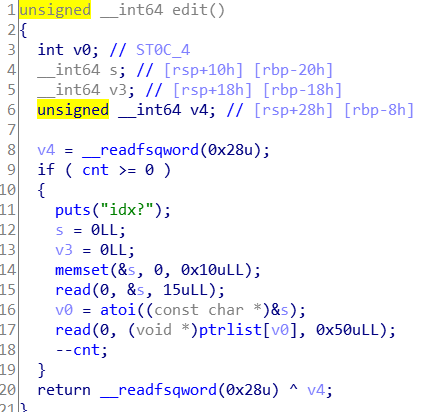 1 unsigned __int64 edit()
2 {
3 int v0; // ST0C_4
4 __int64 s; // [rsp+10h] [rbp-20h]
5 __int64 v3; // [rsp+18h] [rbp-18h]
6 unsigned __int64 v4; // [rsp+28h] [rbp-8h]
7
8 v4 = __readfsqword(0x28u);
9 if ( cnt >= 0 )
10 {
11 puts("idx?");
12 s = 0LL;
13 v3 = 0LL;
14 memset(&s, 0, 0x10uLL);
15 read(0, &s, 15uLL);
16 v0 = atoi((const char *)&s);
17 read(0, (void *)ptrlist[v0], 0x50uLL);
18 --cnt;
19 }
20 return __readfsqword(0x28u) ^ v4;
21 }